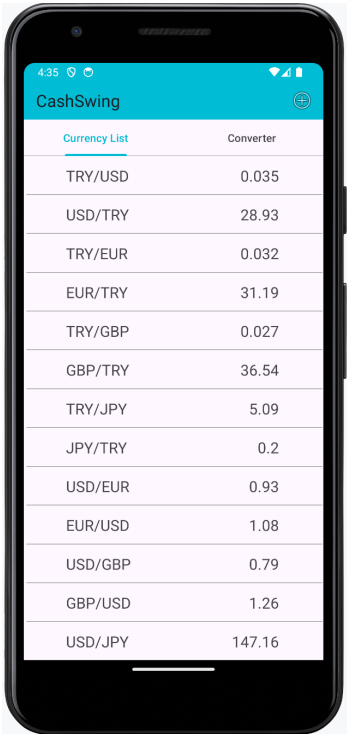 4:35
CashSwing
Currency List Converter
TRY/USD 0.035
USD/TRY 28.93
TRY/EUR 0.032
EUR/TRY 31.19
TRY/GBP 0.027
GBP/TRY 36.54
TRY/JPY 5.09
JPY/TRY 0.2
USD/EUR 0.93
EUR/USD 1.08
USD/GBP 0.79
GBP/USD 1.26
USD/JPY 147.16